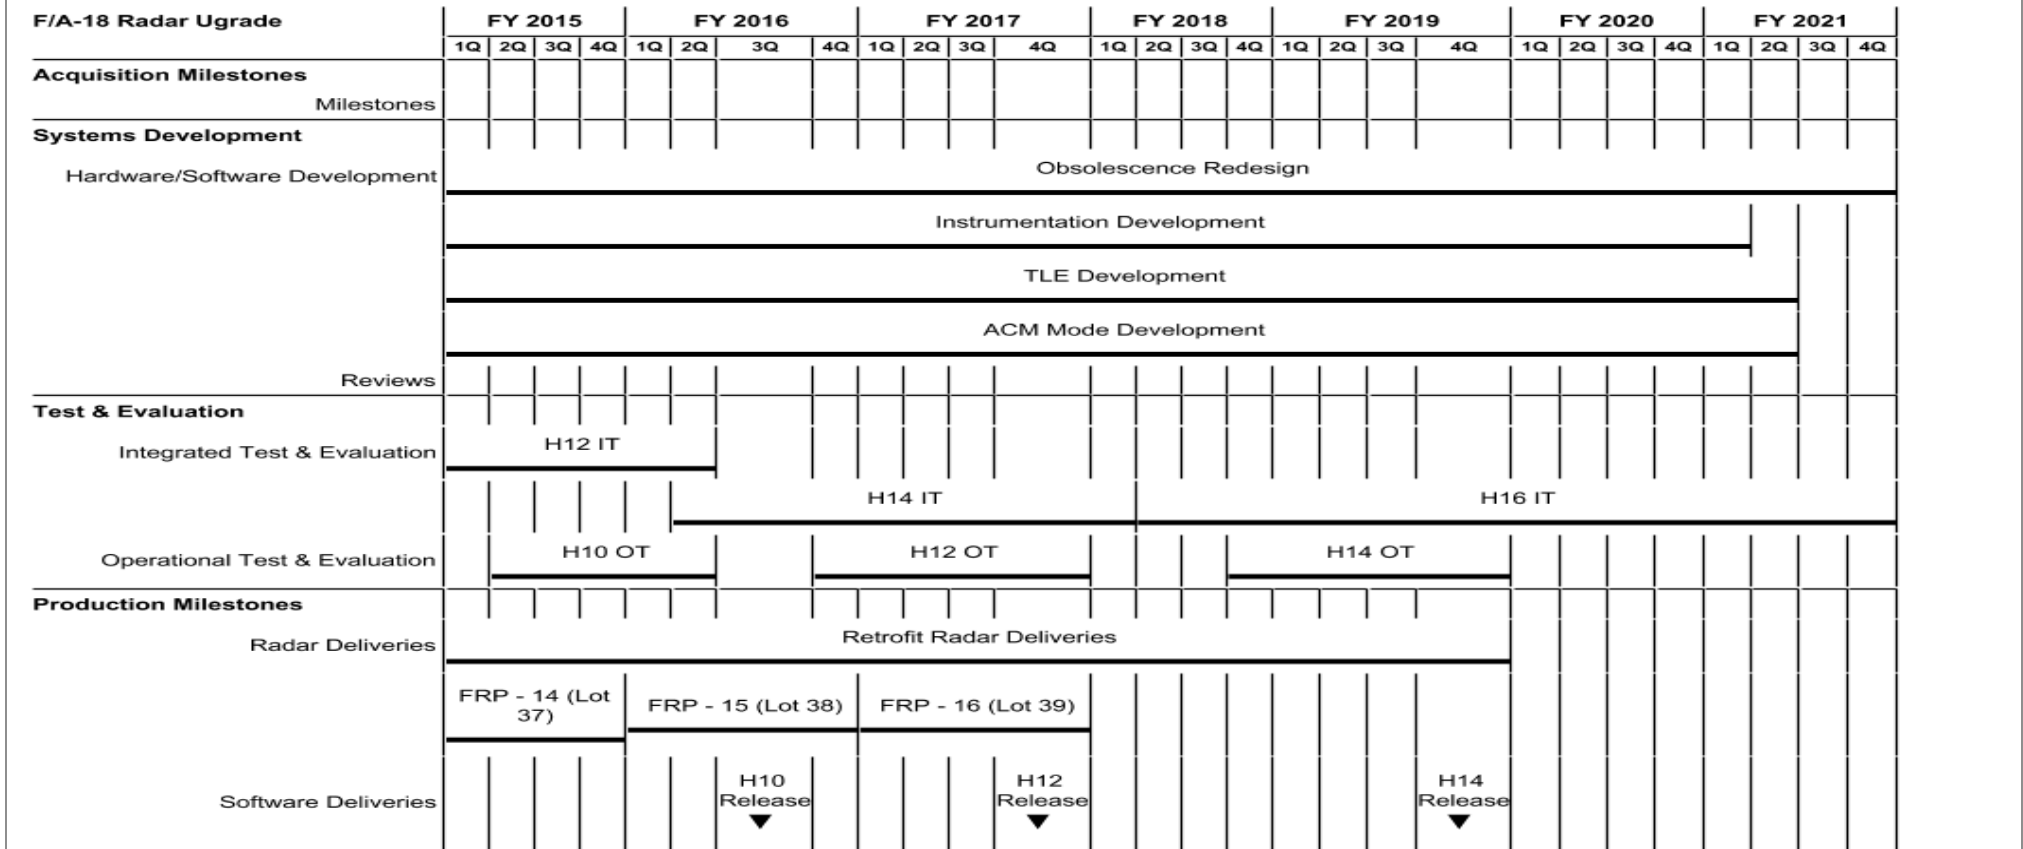 F/A-18 Radar Ugrade FY 2015 FY 2016 FY 2017 FY 2018 FY 2019 FY 2020 FY 2021
1Q 2Q 3Q 4Q 1Q 2Q 3Q 4Q 1Q 2Q 3Q 4Q 1Q 2Q 3Q 4Q 1Q 2Q 3Q 4Q 1Q 2Q 3Q 4Q 1Q 2Q 3Q 4Q
Acquisition Milestones
Milestones
Systems Development
Hardware/Software Development Obsolescence Redesign
Instrumentation Development
TLE Development
ACM Mode Development
Reviews
Test & Evaluation
Integrated Test & Evaluation H12 IT
H14 IT H16 IT
Operational Test & Evaluation H10 OT H12 OT H14 OT
Production Milestones
Radar Deliveries Retrofit Radar Deliveries
FRP - 14 (Lot
37)
FRP - 15 (Lot 38) FRP - 16 (Lot 39)
Software Deliveries
H10
Release
H12
Release
H14
Release